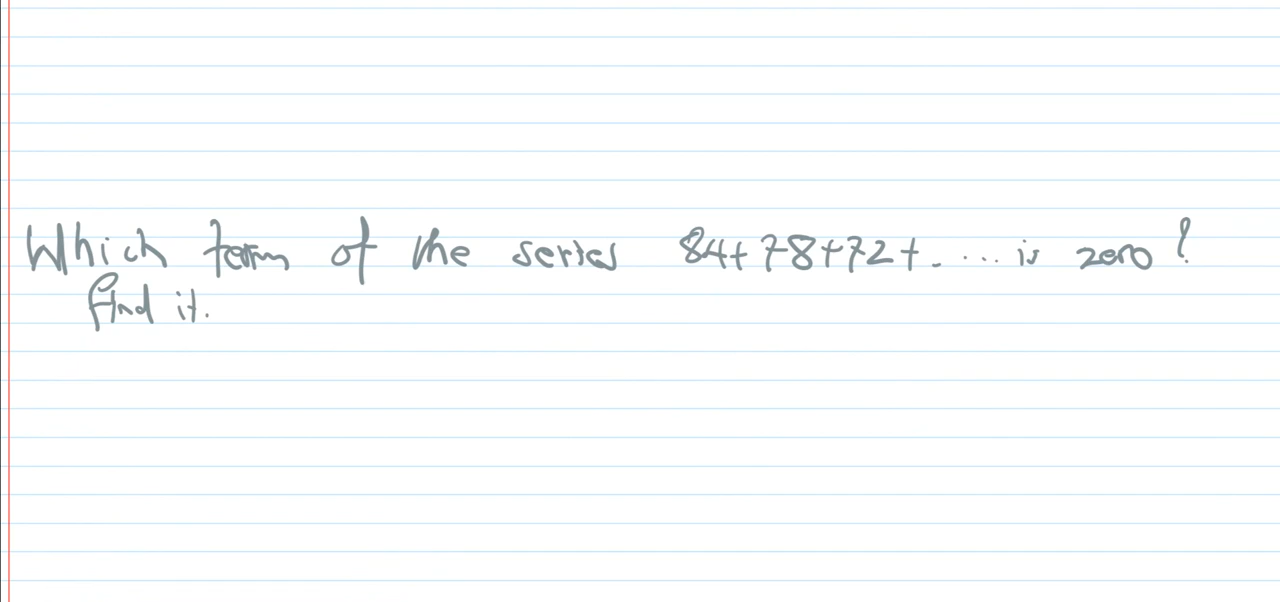 Which term of the series 84+78+72+. ... is zero?
find it.